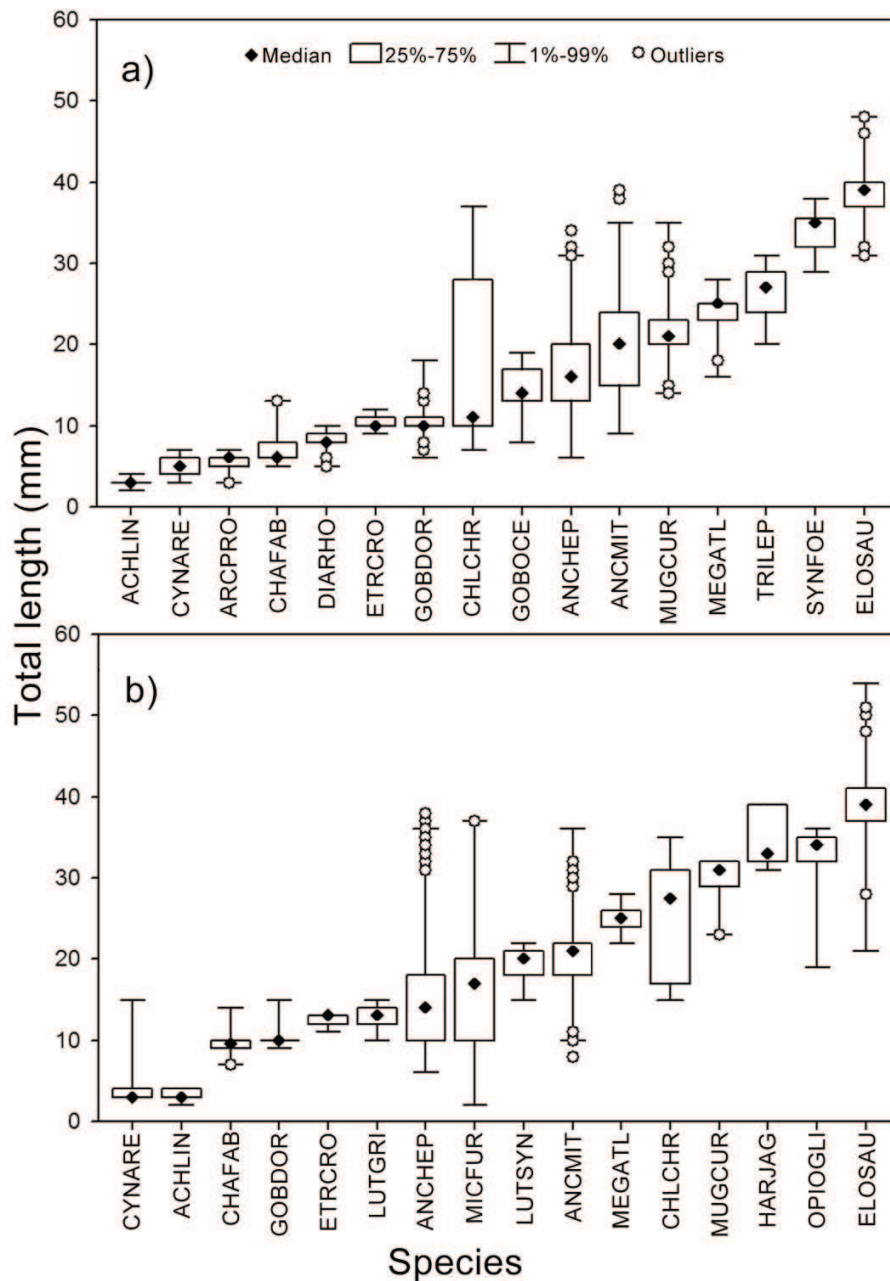 60
50
40
30
20
10
0
a)
Median 25%-75% 1%-99% Outliers
ACHLIN
CYNARE
ARCPRO
CHAFAB
DIARHO
ETRCRO
GOBDOR
CHLCHR
GOBOCE
ANCHEP
ANCMIT
MUGCUR
MEGATL
TRILEP
SYNFOE
ELOSAU
Total length (mm)
60
50
40
30
20
10
0
b)
CYNARE
ACHLIN
CHAFAB
GOBDOR
ETRCRO
LUTGRI
ANCHEP
MICFUR
LUTSYN
ANCMIT
MEGATL
CHLCHR
MUGCUR
HARJAG
OPIOGLI
ELOSAU
Species